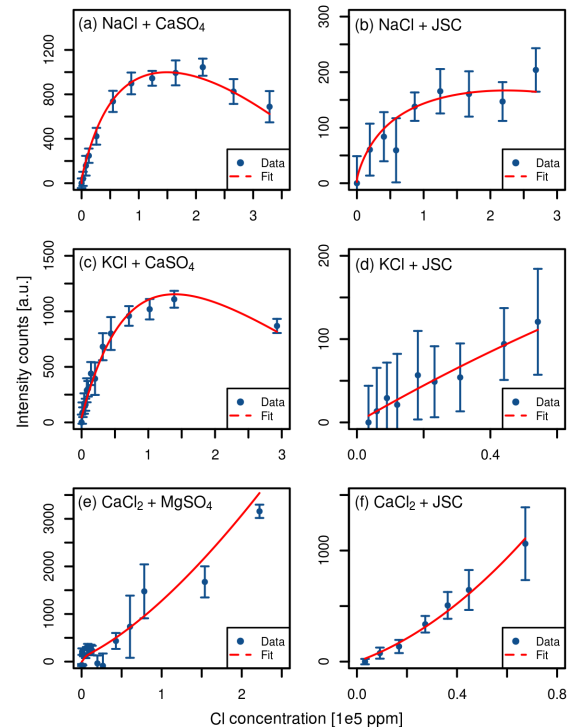 (a) NaCl + CaSO₄
(b) NaCl + JSC
1200
800
400
0
300
200
100
0
Data
Fit
Data
Fit
0 1 2 3
0 1 2 3
(c) KCl + CaSO₄
(d) KCl + JSC
1500
1000
500
0
200
100
0
Intensity counts [a.u.]
Data
Fit
Data
Fit
0 1 2 3
0.0 0.4
(e) CaCl₂ + MgSO₄
(f) CaCl₂ + JSC
3000
2000
1000
0
1000
0
Data
Fit
Data
Fit
0 1 2
0.0 0.4 0.8
Cl concentration [1e5 ppm]